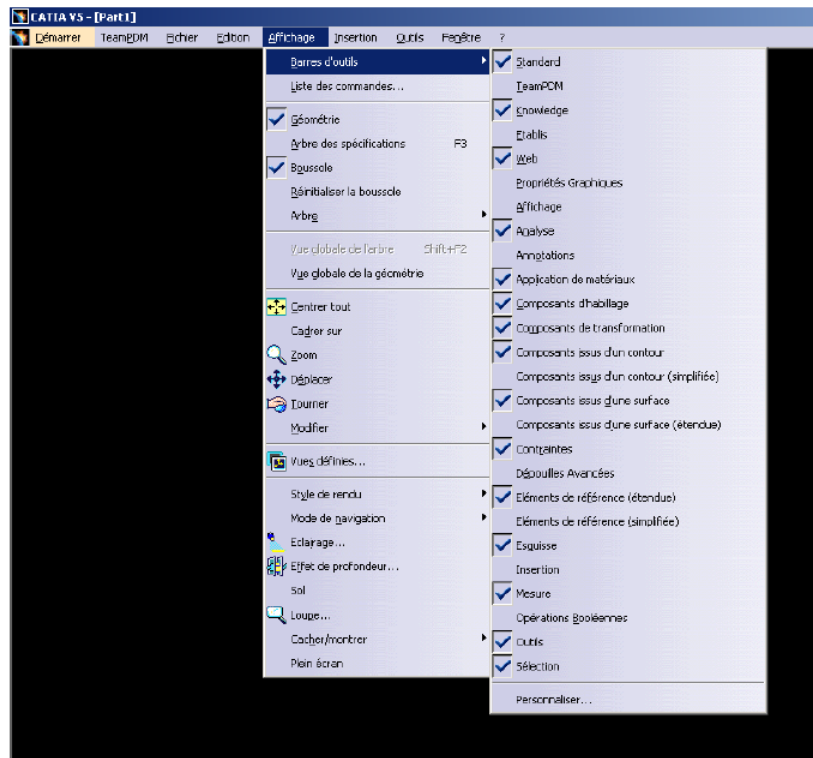 CATIA V5 - [Part1]
Démarrer TeamPDM Fichier Edition Affichage Insertion Outils Fenêtre ?
Barres d'outils
Liste des commandes...
Géométrie
Arbre des spécifications F3
Boussole
Réinitialiser la boussole
Arbre
Vue globale de l'arbre Shift+F2
Vue globale de la géométrie
Centrer tout
Cadrer sur
Zoom
Déplacer
Tourner
Modifier
Vues définies...
Style de rendu
Mode de navigation
Eclairage...
Effet de profondeur...
Sol
Loupe...
Cacher/montrer
Plein écran
Standard
TeamPDM
Knowledge
Etablis
Web
Propriétés Graphiques
Affichage
Analyse
Annotations
Application de matériaux
Composants d'habillage
Composants de transformation
Composants issus d'un contour
Composants issus d'un contour (simplifiée)
Composants issus d'une surface
Composants issus d'une surface (étendue)
Contraintes
Dépouilles Avancées
Eléments de référence (étendue)
Eléments de référence (simplifiée)
Esquisse
Insertion
Mesure
Opérations Booléennes
Outils
Sélection
Personnaliser...